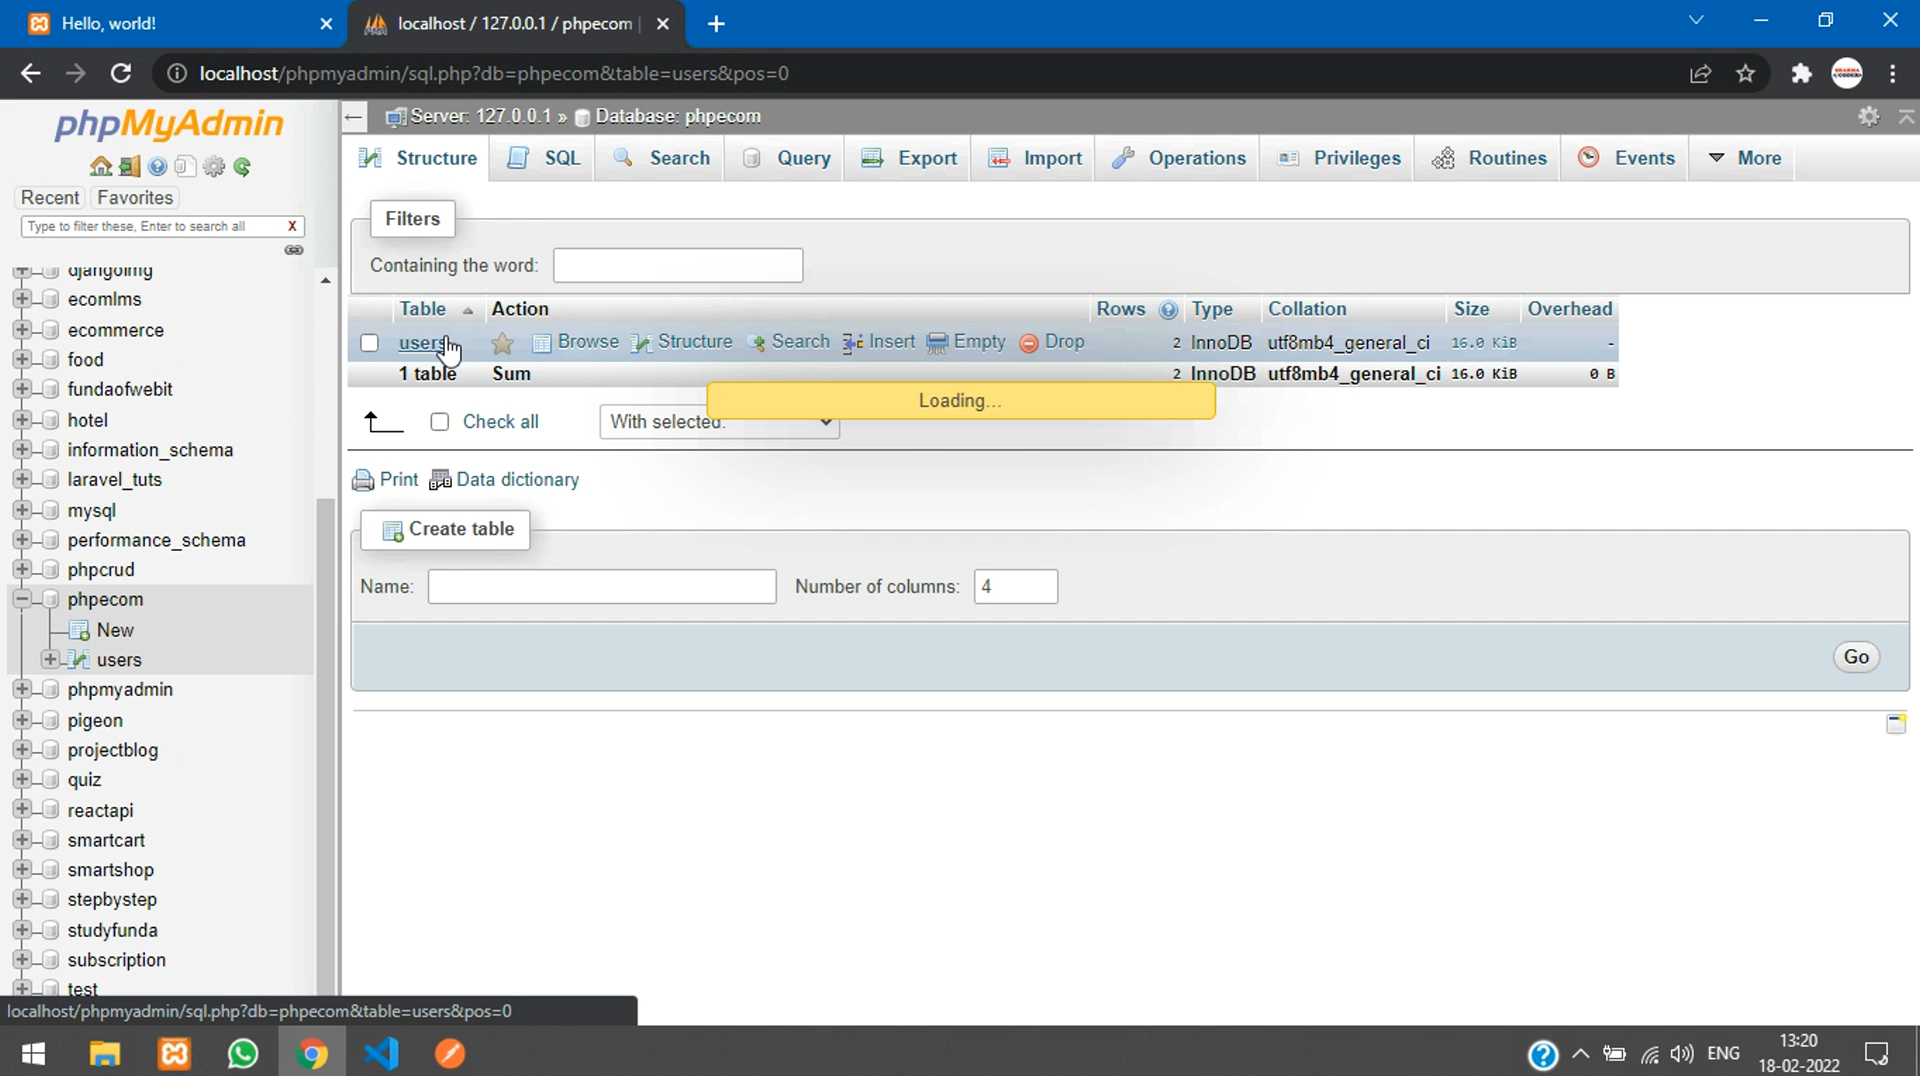 Hello, world!
localhost / 127.0.0.1 / phpecom |
localhost/phpmyadmin/sql.php?db=phpecom&table=users&pos=0
phpMyAdmin
Server: 127.0.0.1 » Database: phpecom
Structure SQL Search Query Export Import Operations Privileges Routines Events More
Recent Favorites
Type to filter these, Enter to search all X
djangoimg
ecomlms
ecommerce
food
fundaofwebit
hotel
information_schema
laravel_tuts
mysql
performance_schema
phpcrud
phpecom
New
users
phpmyadmin
pigeon
projectblog
quiz
reactapi
smartcart
smartshop
stepbystep
studyfunda
subscription
test
Filters
Containing the word:
Table Action Rows Type Collation Size Overhead
users Browse Structure Search Insert Empty Drop 2 InnoDB utf8mb4_general_ci 16.0 KiB -
1 table Sum 2 InnoDB utf8mb4_general_ci 16.0 KiB 0 B
Loading...
Check all With selected:
Print Data dictionary
Create table
Name: Number of columns: 4
Go
localhost/phpmyadmin/sql.php?db=phpecom&table=users&pos=0
ENG 13:20
18-02-2022